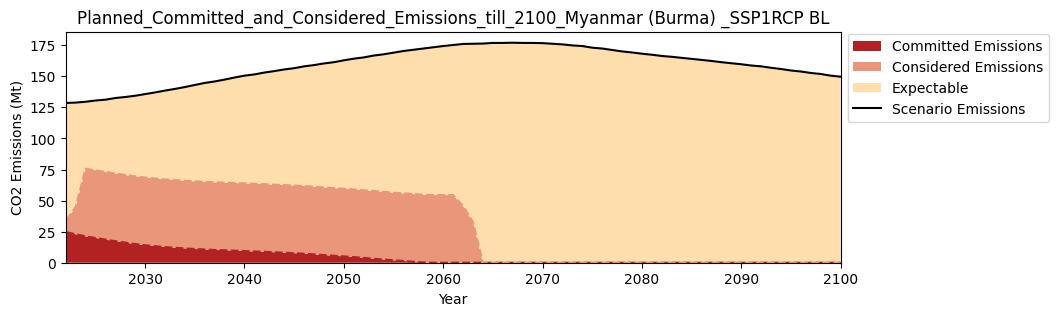 Planned_Committed_and_Considered_Emissions_till_2100_Myanmar (Burma) _SSP1RCP BL
CO2 Emissions (Mt)
175
150
125
100
75
50
25
0
2030 2040 2050 2060 2070 2080 2090 2100
Year
Committed Emissions
Considered Emissions
Expectable
Scenario Emissions